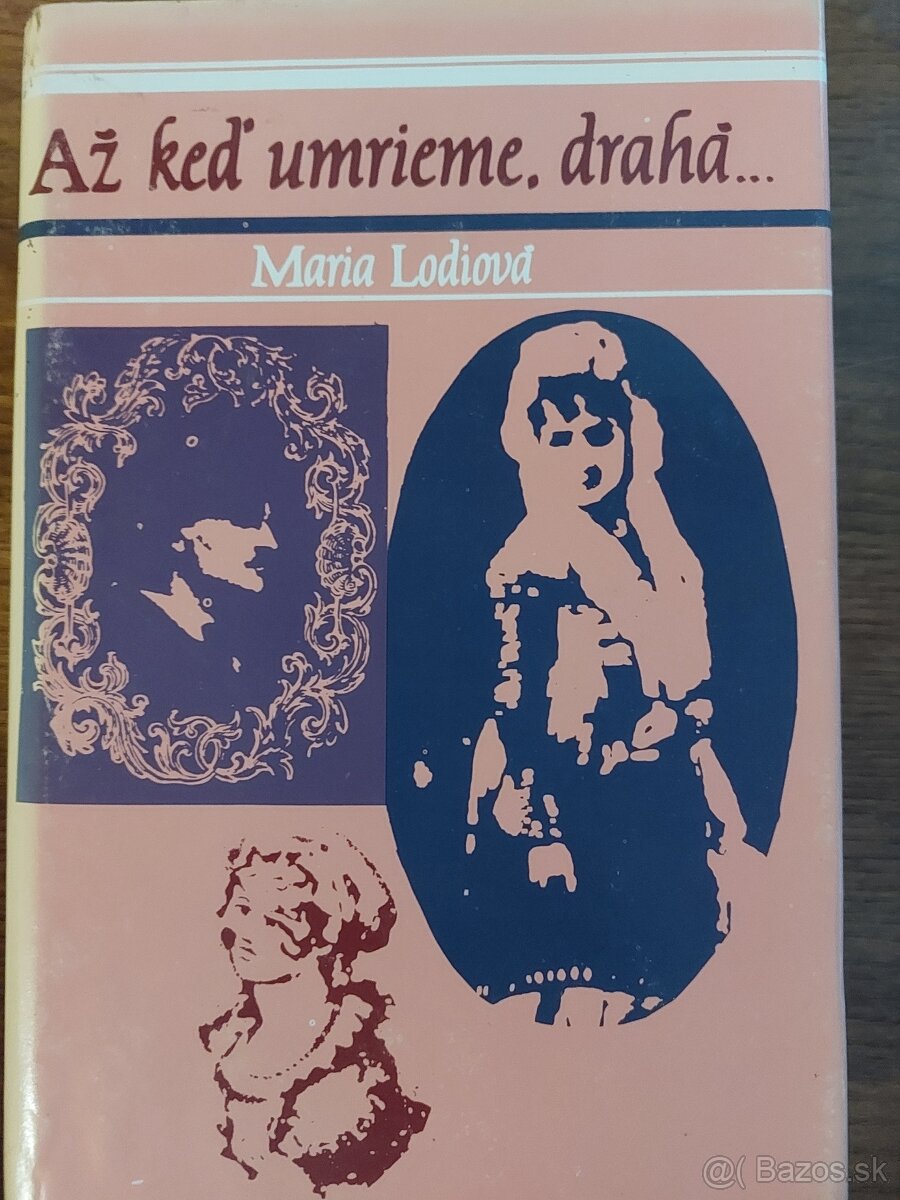 Až keď umrieme, drahá...
Maria Lodiová
@( Bazos.sk